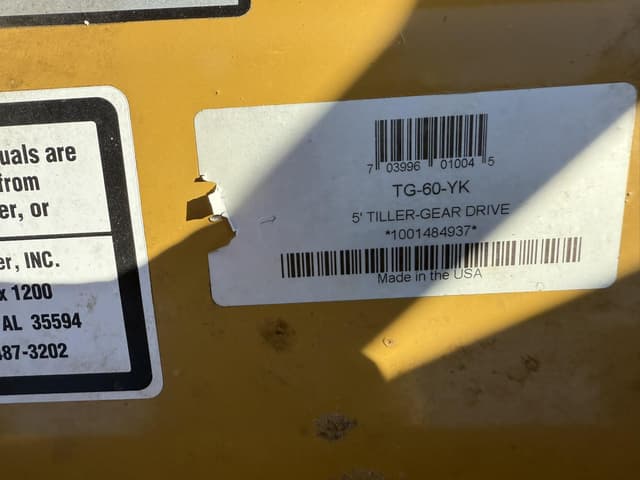 uals are
from
er, or
er, INC.
x 1200
AL 35594
487-3202
7 03996 01004 5
TG-60-YK
5' TILLER-GEAR DRIVE
*1001484937*
Made in the USA